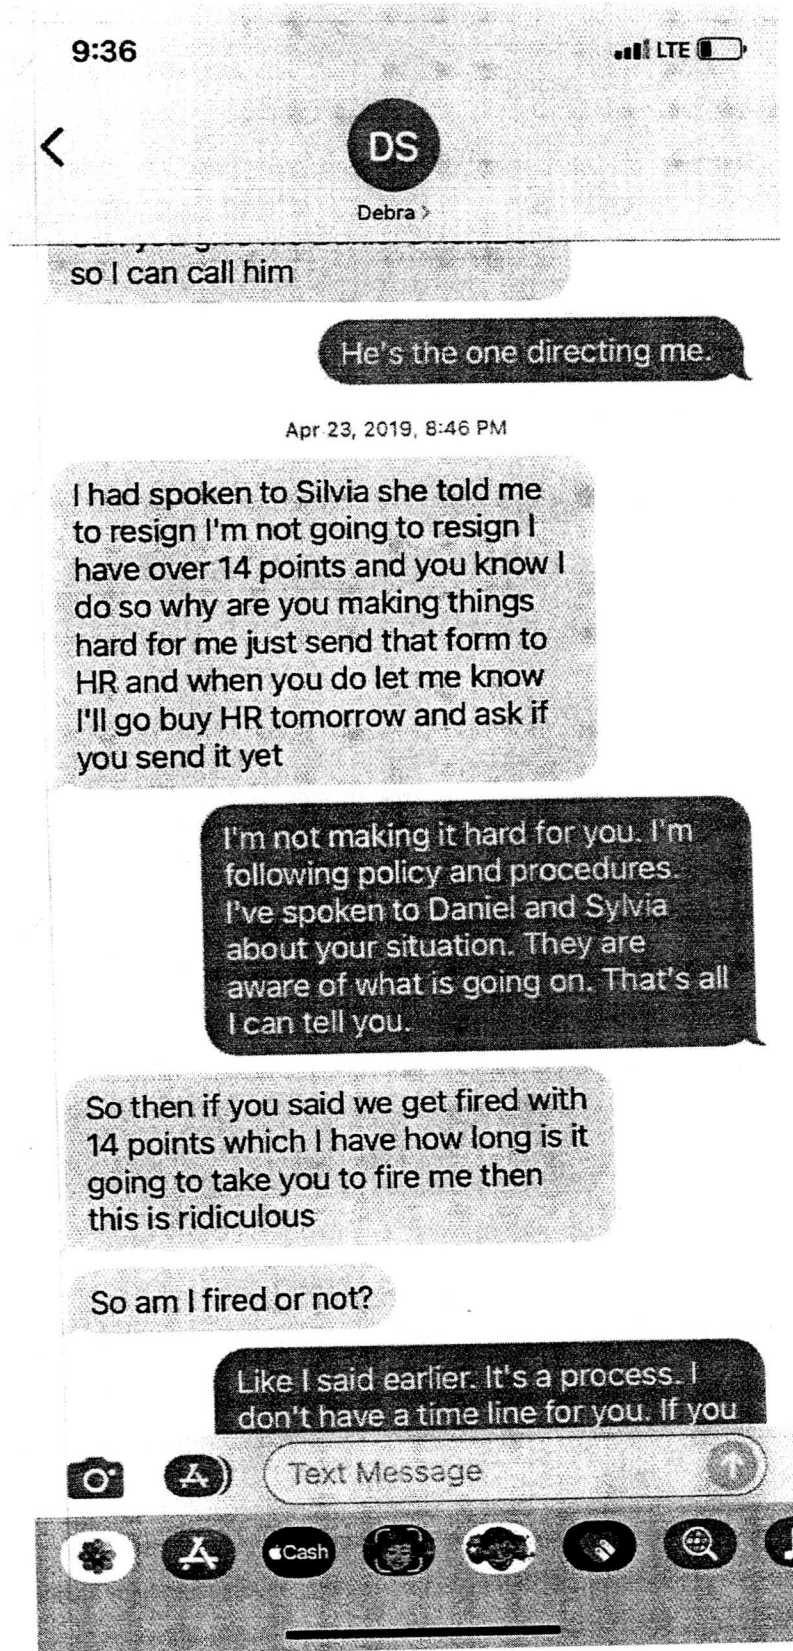 9:36
LTE
DS
Debra >
so I can call him
He's the one directing me.
Apr 23, 2019, 8:46 PM
I had spoken to Silvia she told me
to resign I'm not going to resign I
have over 14 points and you know I
do so why are you making things
hard for me just send that form to
HR and when you do let me know
I'll go buy HR tomorrow and ask if
you send it yet
I'm not making it hard for you. I'm
following policy and procedures.
I've spoken to Daniel and Sylvia
about your situation. They are
aware of what is going on. That's all
I can tell you.
So then if you said we get fired with
14 points which I have how long is it
going to take you to fire me then
this is ridiculous
So am I fired or not?
Like I said earlier. It's a process. I
don't have a time line for you. If you
Text Message
Cash